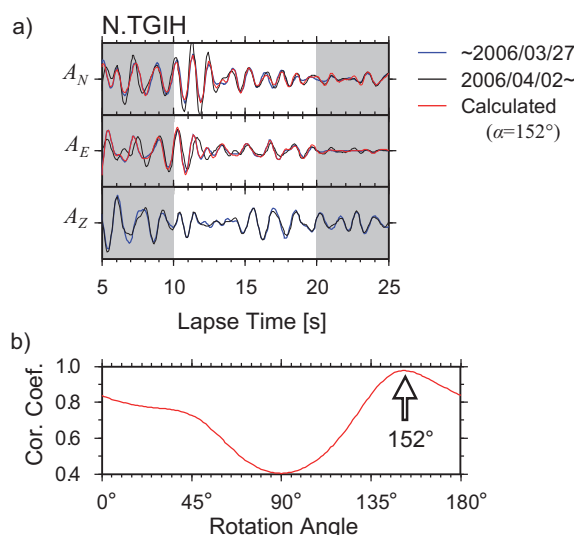 a)
N.TGIH
A_N
A_E
A_Z
~2006/03/27
2006/04/02~
Calculated
(α=152°)
5 10 15 20 25
Lapse Time [s]
b)
Cor. Coef.
1.0
0.8
0.6
0.4
152°
0° 45° 90° 135° 180°
Rotation Angle